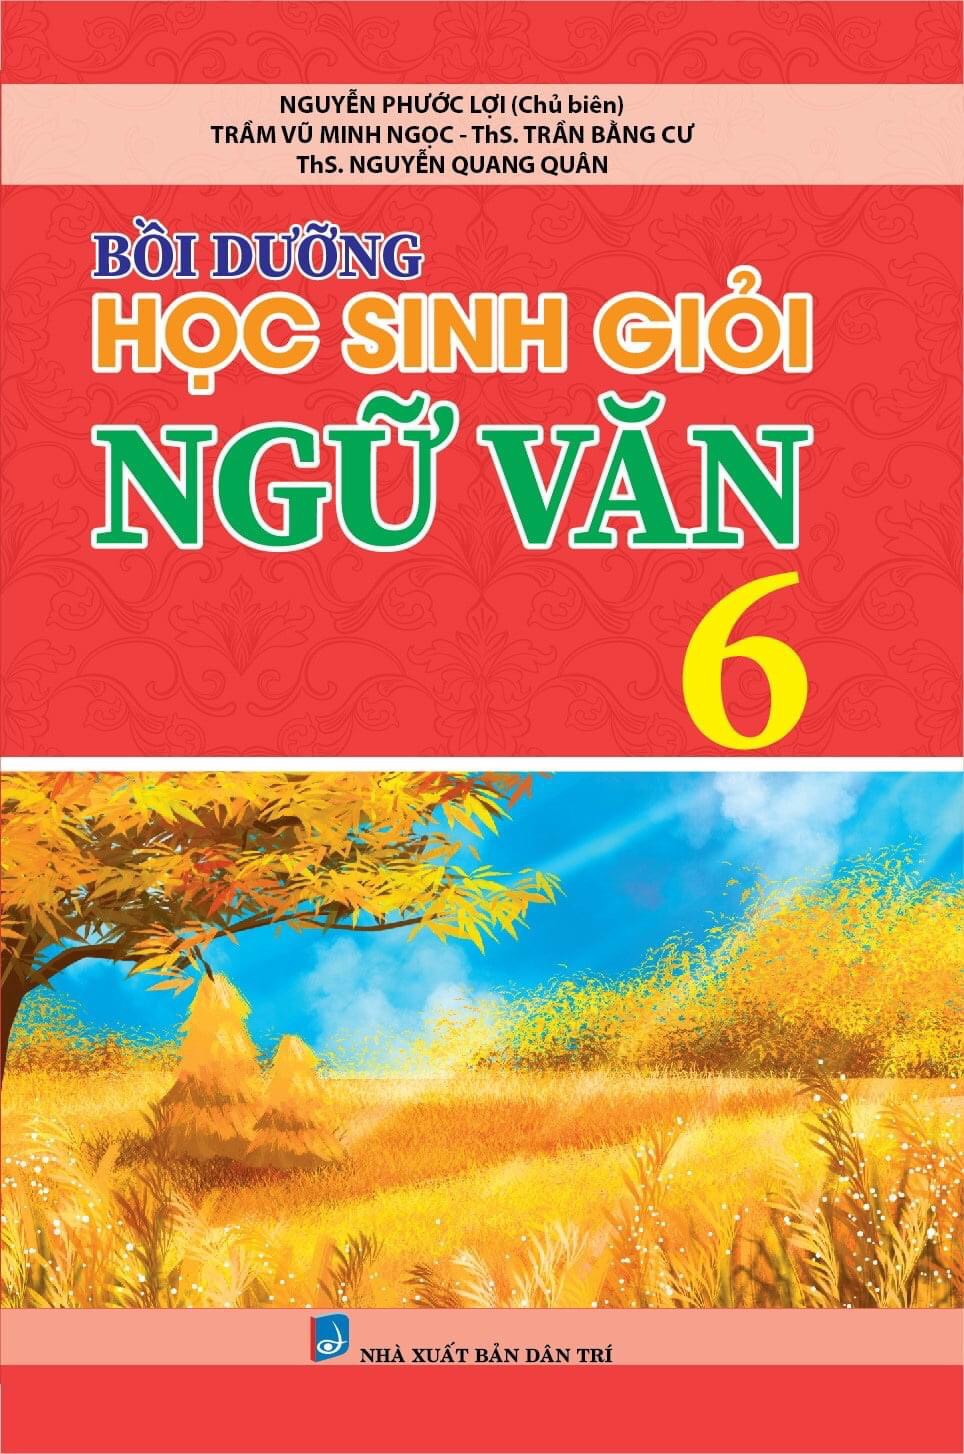 NGUYỄN PHƯỚC LỢI (Chủ biên)
TRẦM VŨ MINH NGỌC - ThS. TRẦN BẰNG CƯ
ThS. NGUYỄN QUANG QUÂN
BỒI DƯỠNG
HỌC SINH GIỎI
NGỮ VĂN
6
NHÀ XUẤT BẢN DÂN TRÍ